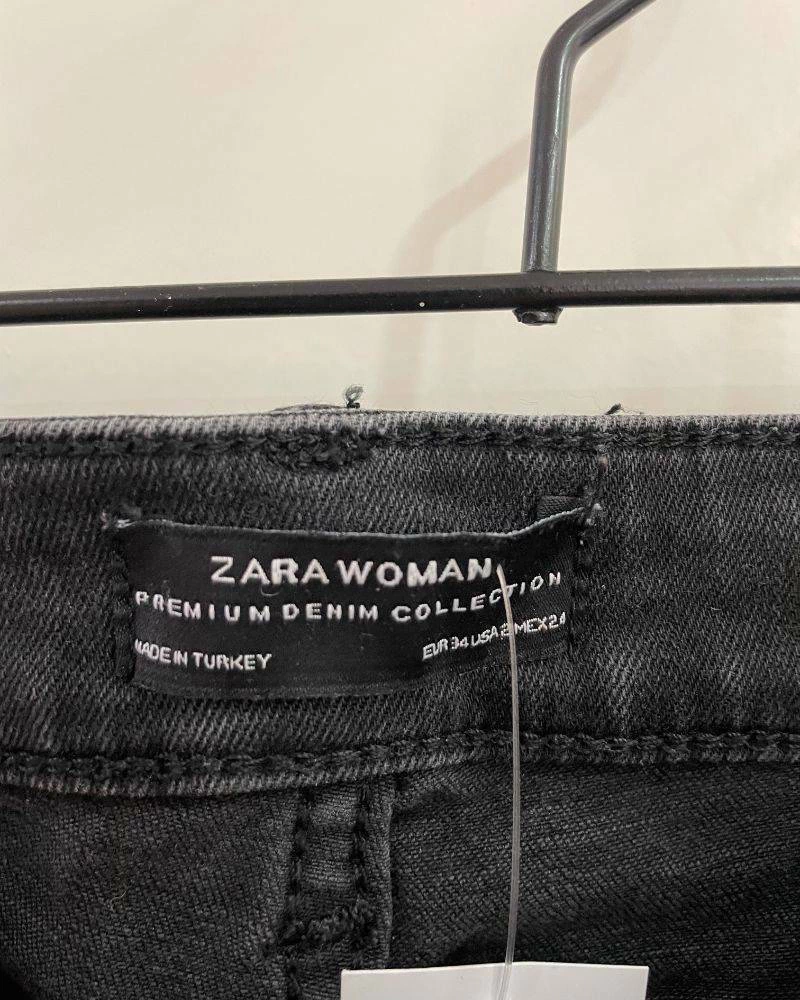 ZARA WOMAN
PREMIUM DENIM COLLECTION
MADE IN TURKEY
EUR 34 USA 2 MEX 24